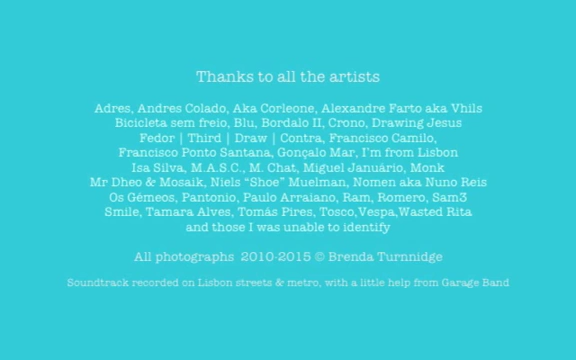 Thanks to all the artists
Adres, Andres Colado, Aka Corleone, Alexandre Farto aka Vhils
Bicicleta sem freio, Blu, Bordalo II, Crono, Drawing Jesus
Fedor | Third | Draw | Contra, Francisco Camilo,
Francisco Ponto Santana, Gonçalo Mar, I'm from Lisbon
Isa Silva, M.A.S.C., M. Chat, Miguel Januário, Monk
Mr Dheo & Mosaik, Niels "Shoe" Muelman, Nomen aka Nuno Reis
Os Gémeos, Pantonio, Paulo Arraiano, Ram, Romero, Sam3
Smile, Tamara Alves, Tomás Pires, Tosco,Vespa,Wasted Rita
and those I was unable to identify
All photographs 2010-2015 © Brenda Turnnidge
Soundtrack recorded on Lisbon streets & metro, with a little help from Garage Band